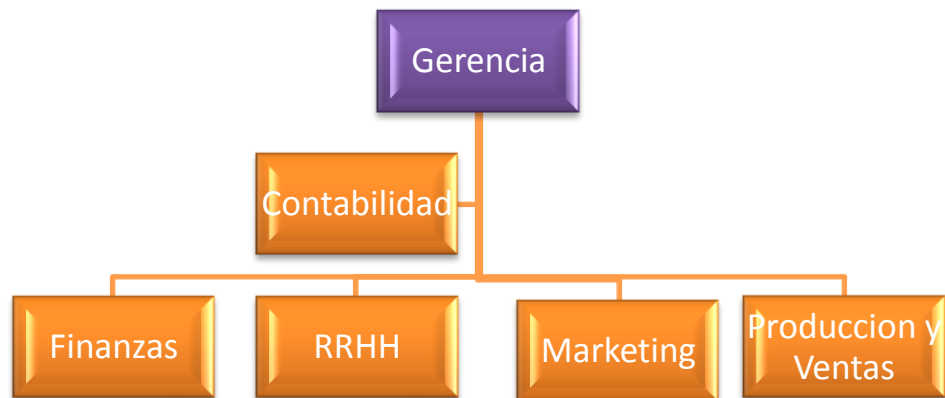 Gerencia
Contabilidad
Finanzas
RRHH
Marketing
Produccion y
Ventas